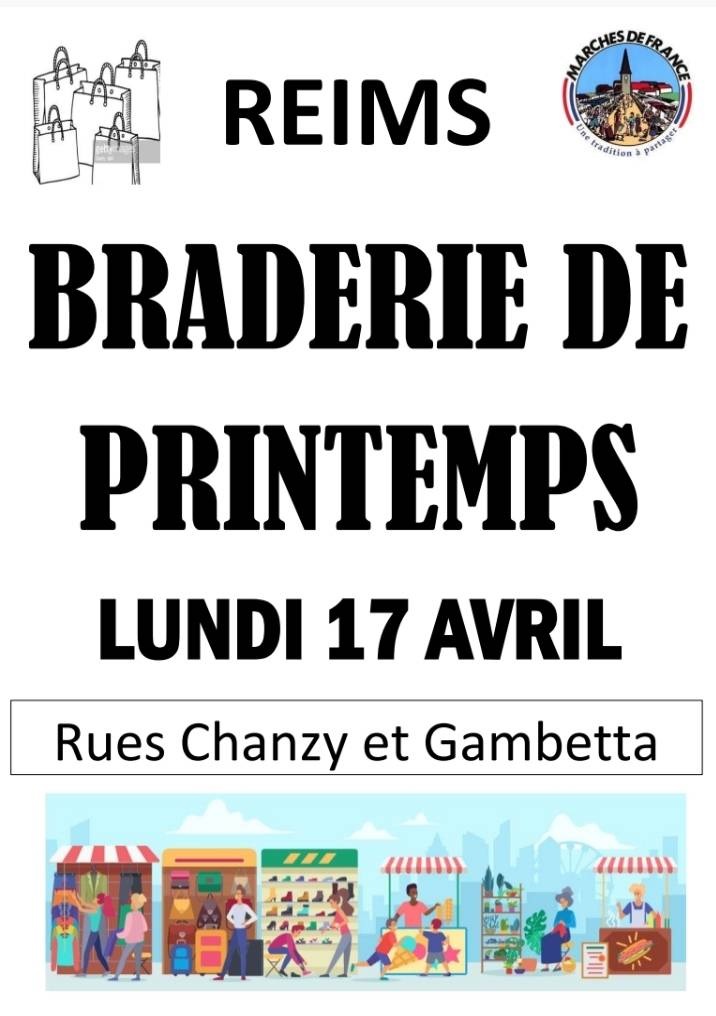 REIMS
MARCHES DE FRANCE
Une tradition à partager
BRADERIE DE
PRINTEMPS
LUNDI 17 AVRIL
Rues Chanzy et Gambetta